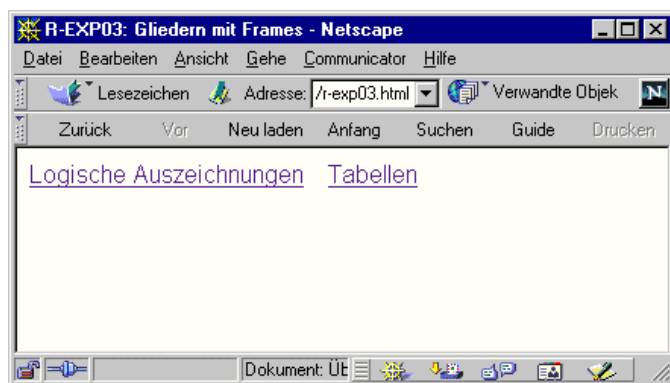 R-EXP03: Gliedern mit Frames - Netscape
Datei Bearbeiten Ansicht Gehe Communicator Hilfe
Lesezeichen Adresse: /r-exp03.html Verwandte Objek N
Zurück Vor Neu laden Anfang Suchen Guide Drucken
Logische Auszeichnungen Tabellen
Dokument: Üb